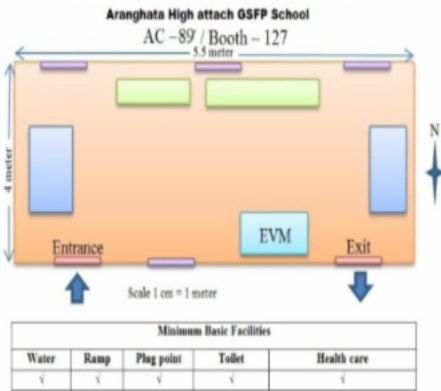 Aranghata High attach GSFP School
AC –89 / Booth – 127
5.5 meter
4 meter
N
EVM
Entrance
Exit
Scale 1 cm = 1 meter
Minimum Basic Facilities
Water Ramp Plug point Toilet Health care
√ √ √ √ √